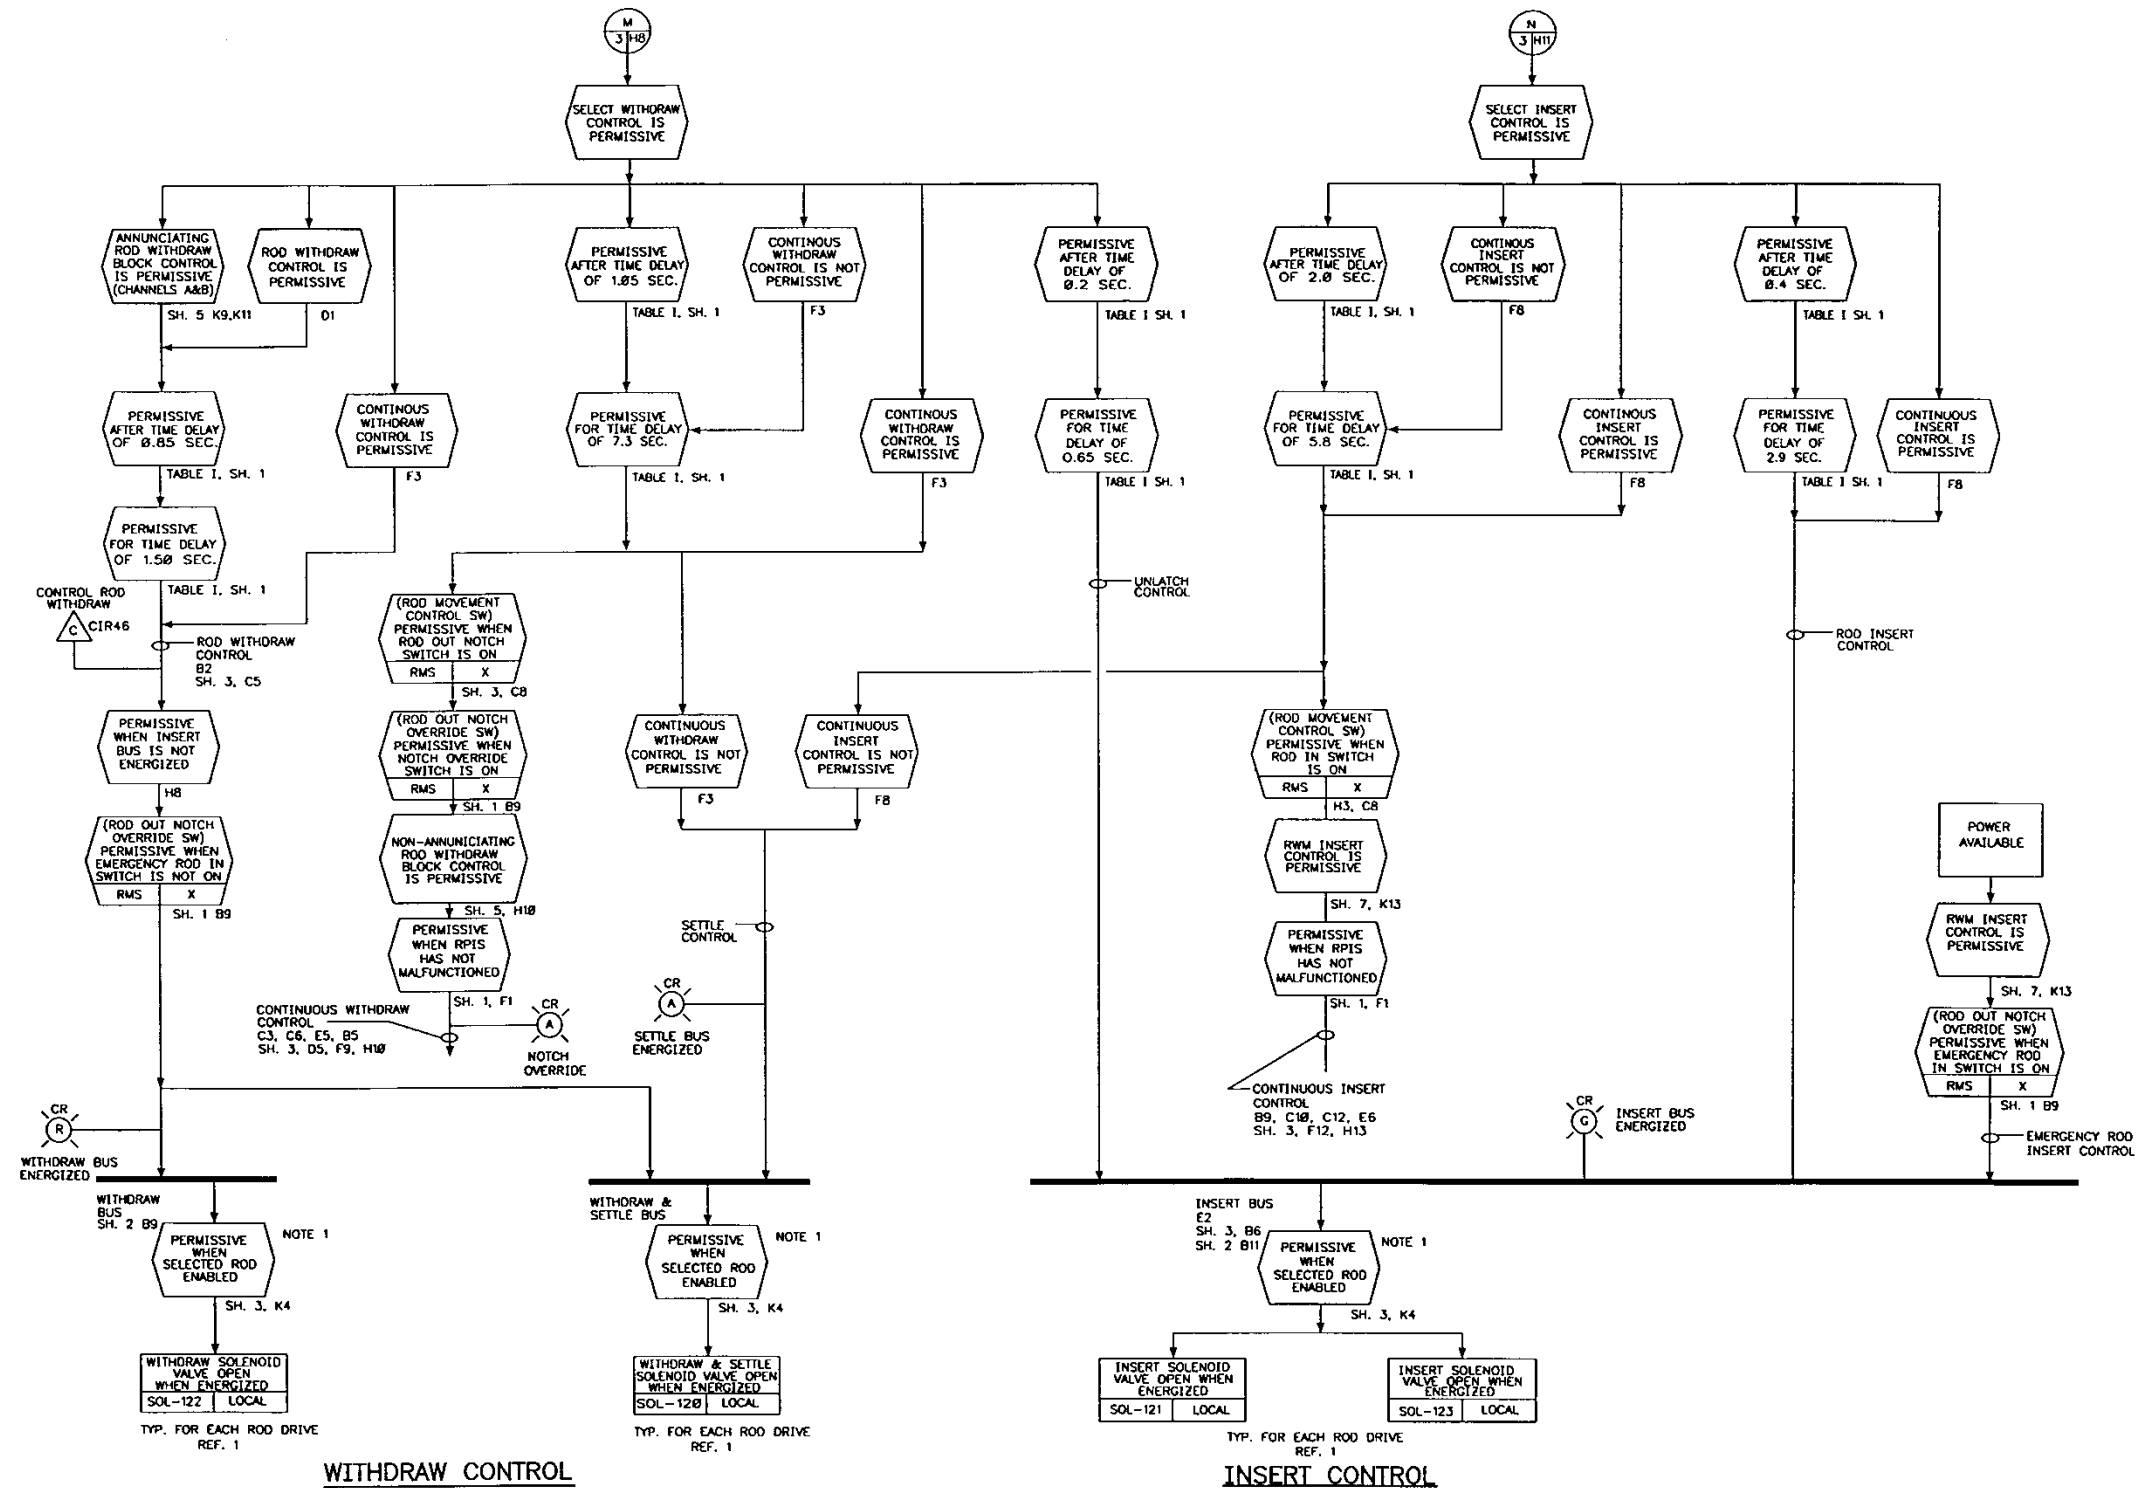 M
3 H8
N
3 H11
SELECT WITHDRAW
CONTROL IS
PERMISSIVE
SELECT INSERT
CONTROL IS
PERMISSIVE
ANNUNCIATING
ROD WITHDRAW
BLOCK CONTROL
IS PERMISSIVE
(CHANNELS A&B)
SH. 5 K9,K11
ROD WITHDRAW
CONTROL IS
PERMISSIVE
D1
PERMISSIVE
AFTER TIME DELAY
OF 1.05 SEC.
TABLE I, SH. 1
CONTINOUS
WITHDRAW
CONTROL IS NOT
PERMISSIVE
F3
PERMISSIVE
AFTER TIME
DELAY OF
0.2 SEC.
TABLE I SH. 1
PERMISSIVE
AFTER TIME DELAY
OF 2.0 SEC.
TABLE I, SH. 1
CONTINOUS
INSERT
CONTROL IS NOT
PERMISSIVE
F8
PERMISSIVE
AFTER TIME
DELAY OF
0.4 SEC.
TABLE I SH. 1
PERMISSIVE
AFTER TIME DELAY
OF 0.85 SEC.
TABLE I, SH. 1
CONTINOUS
WITHDRAW
CONTROL IS
PERMISSIVE
F3
PERMISSIVE
FOR TIME DELAY
OF 7.3 SEC.
TABLE I, SH. 1
CONTINOUS
WITHDRAW
CONTROL IS
PERMISSIVE
F3
PERMISSIVE
FOR TIME
DELAY OF
0.65 SEC.
TABLE I SH. 1
PERMISSIVE
FOR TIME DELAY
OF 5.8 SEC.
TABLE I, SH. 1
CONTINOUS
INSERT
CONTROL IS
PERMISSIVE
F8
PERMISSIVE
FOR TIME
DELAY OF
2.9 SEC.
TABLE I SH. 1
CONTINUOUS
INSERT
CONTROL IS
PERMISSIVE
F8
PERMISSIVE
FOR TIME DELAY
OF 1.50 SEC.
TABLE I, SH. 1
CONTROL ROD
WITHDRAW
C
CIR46
ROD WITHDRAW
CONTROL
B2
SH. 3, C5
(ROD MOVEMENT
CONTROL SW)
PERMISSIVE WHEN
ROD OUT NOTCH
SWITCH IS ON
RMS X
SH. 3, C8
UNLATCH
CONTROL
ROD INSERT
CONTROL
PERMISSIVE
WHEN INSERT
BUS IS NOT
ENERGIZED
H8
(ROD OUT NOTCH
OVERRIDE SW)
PERMISSIVE WHEN
NOTCH OVERRIDE
SWITCH IS ON
RMS X
SH. 1 B9
CONTINUOUS
WITHDRAW
CONTROL IS NOT
PERMISSIVE
F3
CONTINUOUS
INSERT
CONTROL IS NOT
PERMISSIVE
F8
(ROD MOVEMENT
CONTROL SW)
PERMISSIVE WHEN
ROD IN SWITCH
IS ON
RMS X
H3, C8
(ROD OUT NOTCH
OVERRIDE SW)
PERMISSIVE WHEN
EMERGENCY ROD IN
SWITCH IS NOT ON
RMS X
SH. 1 B9
NON-ANNUNICIATING
ROD WITHDRAW
BLOCK CONTROL
IS PERMISSIVE
SH. 5, H10
RWM INSERT
CONTROL IS
PERMISSIVE
SH. 7, K13
POWER
AVAILABLE
PERMISSIVE
WHEN RPIS
HAS NOT
MALFUNCTIONED
SH. 1, F1
SETTLE
CONTROL
PERMISSIVE
WHEN RPIS
HAS NOT
MALFUNCTIONED
SH. 1, F1
RWM INSERT
CONTROL IS
PERMISSIVE
SH. 7, K13
CONTINUOUS WITHDRAW
CONTROL
C3, C6, E5, B5
SH. 3, D5, F9, H10
CR
A
NOTCH
OVERRIDE
CR
A
SETTLE BUS
ENERGIZED
(ROD OUT NOTCH
OVERRIDE SW)
PERMISSIVE WHEN
EMERGENCY ROD
IN SWITCH IS ON
RMS X
SH. 1 B9
CONTINUOUS INSERT
CONTROL
B9, C10, C12, E6
SH. 3, F12, H13
CR
R
WITHDRAW BUS
ENERGIZED
CR
G
INSERT BUS
ENERGIZED
EMERGENCY ROD
INSERT CONTROL
WITHDRAW
BUS
SH. 2 B9
PERMISSIVE
WHEN
SELECTED ROD
ENABLED
NOTE 1
SH. 3, K4
WITHDRAW &
SETTLE BUS
PERMISSIVE
WHEN
SELECTED ROD
ENABLED
NOTE 1
SH. 3, K4
INSERT BUS
E2
SH. 3, B6
SH. 2 B11
PERMISSIVE
WHEN
SELECTED ROD
ENABLED
NOTE 1
SH. 3, K4
WITHDRAW SOLENOID
VALVE OPEN
WHEN ENERGIZED
SOL-122 LOCAL
TYP. FOR EACH ROD DRIVE
REF. 1
WITHDRAW & SETTLE
SOLENOID VALVE OPEN
WHEN ENERGIZED
SOL-120 LOCAL
TYP. FOR EACH ROD DRIVE
REF. 1
INSERT SOLENOID
VALVE OPEN WHEN
ENERGIZED
SOL-121 LOCAL
INSERT SOLENOID
VALVE OPEN WHEN
ENERGIZED
SOL-123 LOCAL
TYP. FOR EACH ROD DRIVE
REF. 1
WITHDRAW CONTROL
INSERT CONTROL